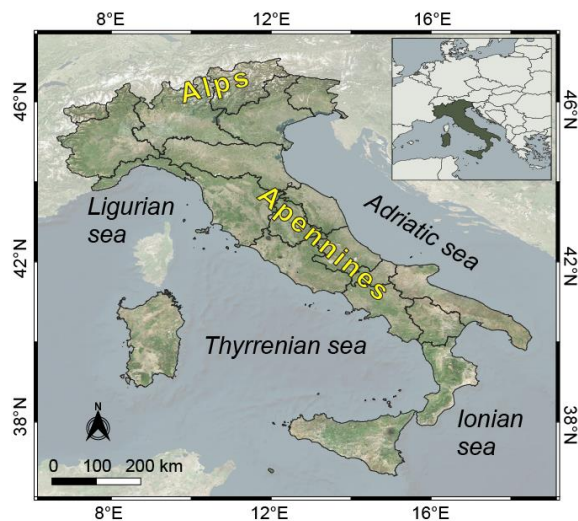 8°E 12°E 16°E
46°N 46°N
Alps
Apennines
Ligurian
sea
Adriatic sea
42°N 42°N
Thyrrenian sea
38°N 38°N
Ionian
sea
N
0 100 200 km
8°E 12°E 16°E